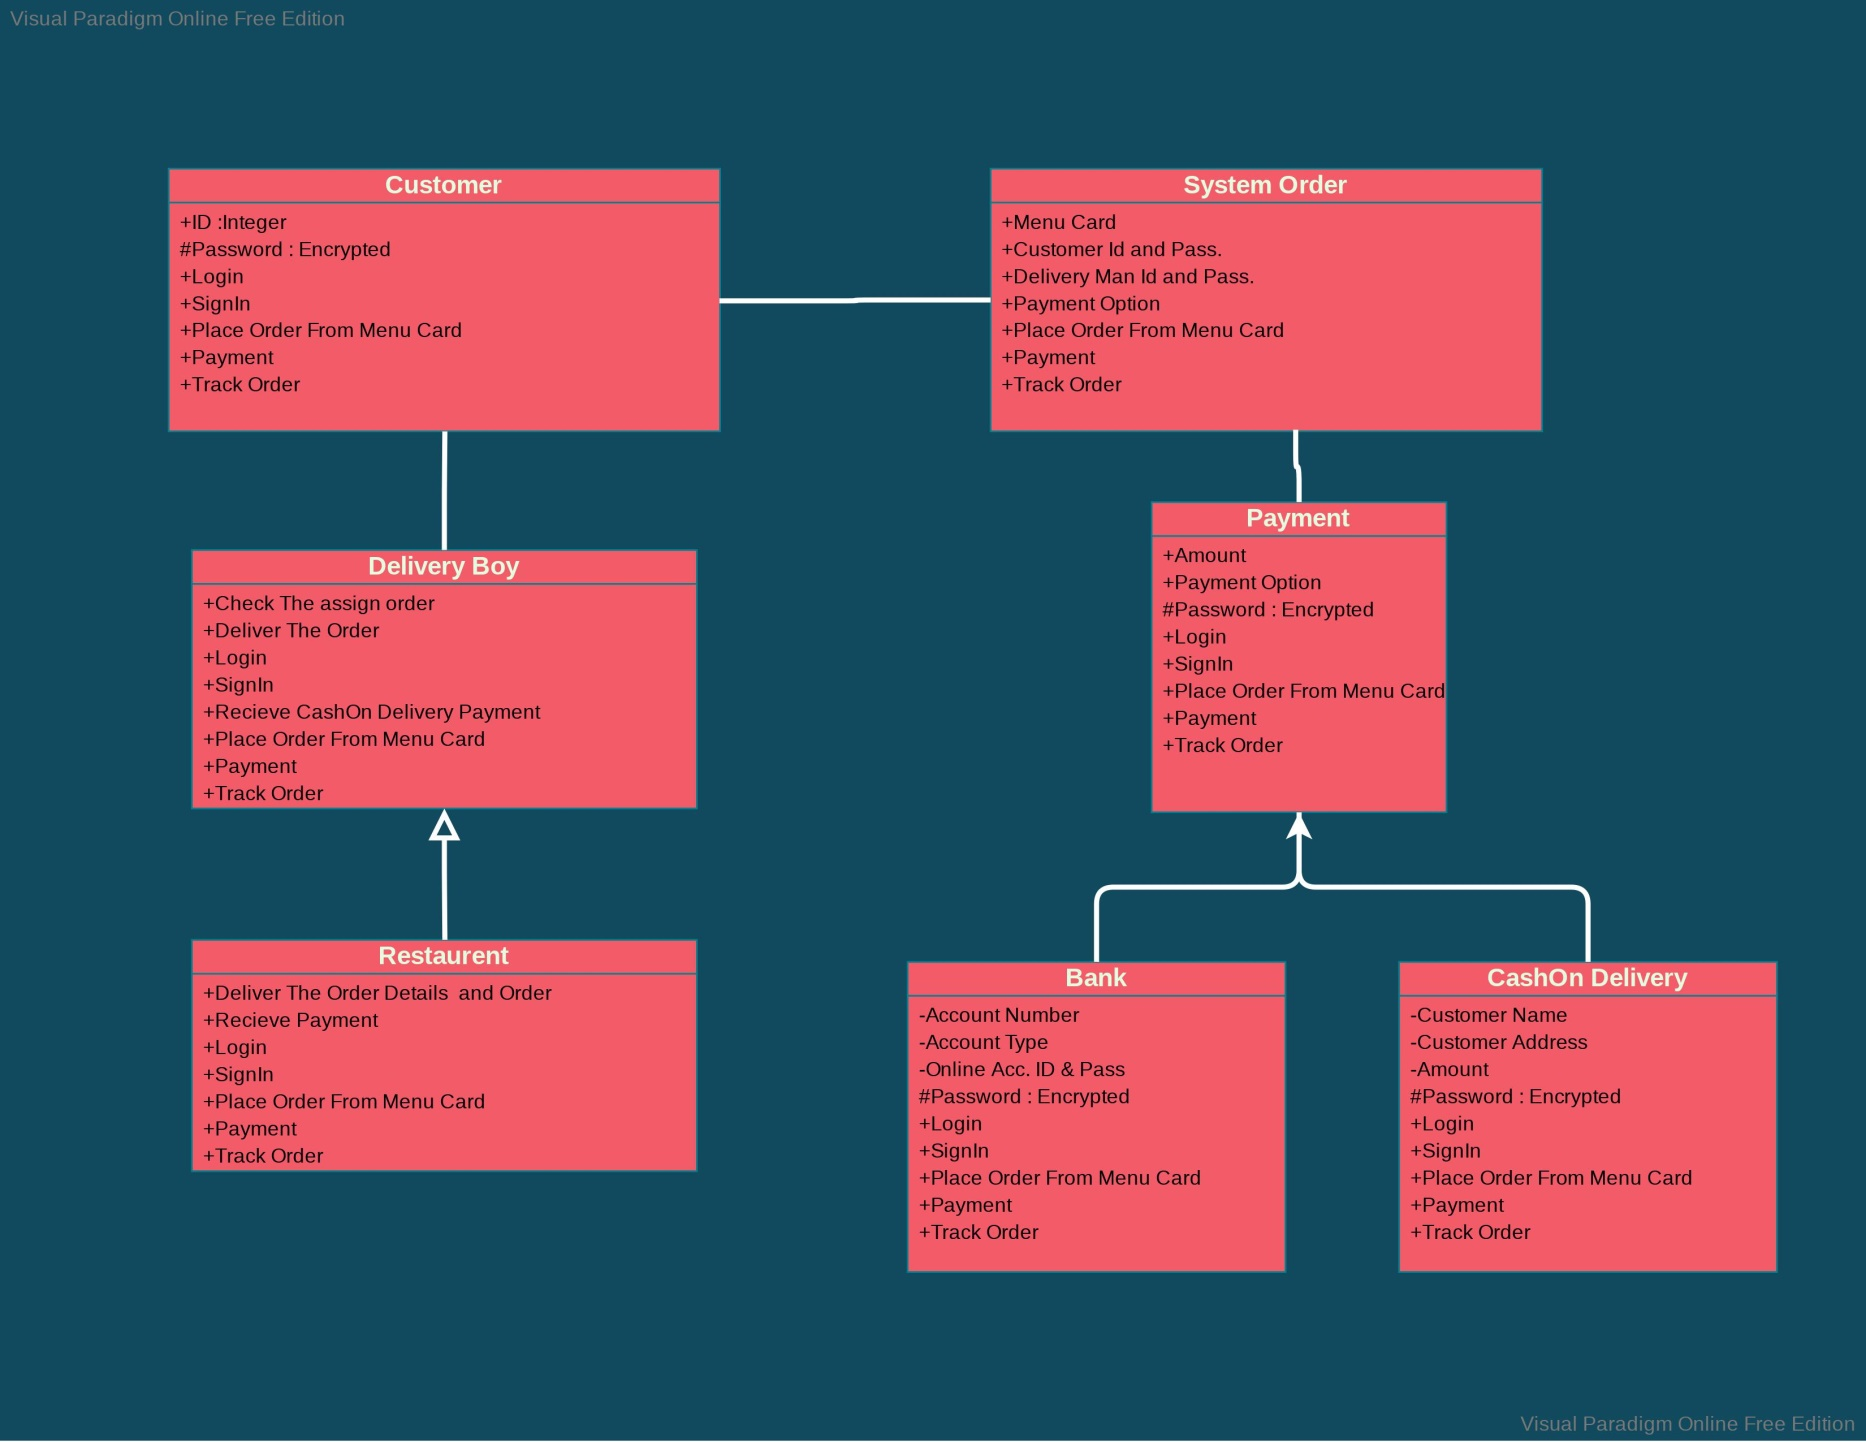 Visual Paradigm Online Free Edition
Customer
+ID :Integer
#Password : Encrypted
+Login
+SignIn
+Place Order From Menu Card
+Payment
+Track Order
System Order
+Menu Card
+Customer Id and Pass.
+Delivery Man Id and Pass.
+Payment Option
+Place Order From Menu Card
+Payment
+Track Order
Delivery Boy
+Check The assign order
+Deliver The Order
+Login
+SignIn
+Recieve CashOn Delivery Payment
+Place Order From Menu Card
+Payment
+Track Order
Payment
+Amount
+Payment Option
#Password : Encrypted
+Login
+SignIn
+Place Order From Menu Card
+Payment
+Track Order
Restaurent
+Deliver The Order Details  and Order
+Recieve Payment
+Login
+SignIn
+Place Order From Menu Card
+Payment
+Track Order
Bank
-Account Number
-Account Type
-Online Acc. ID & Pass
#Password : Encrypted
+Login
+SignIn
+Place Order From Menu Card
+Payment
+Track Order
CashOn Delivery
-Customer Name
-Customer Address
-Amount
#Password : Encrypted
+Login
+SignIn
+Place Order From Menu Card
+Payment
+Track Order
Visual Paradigm Online Free Edition